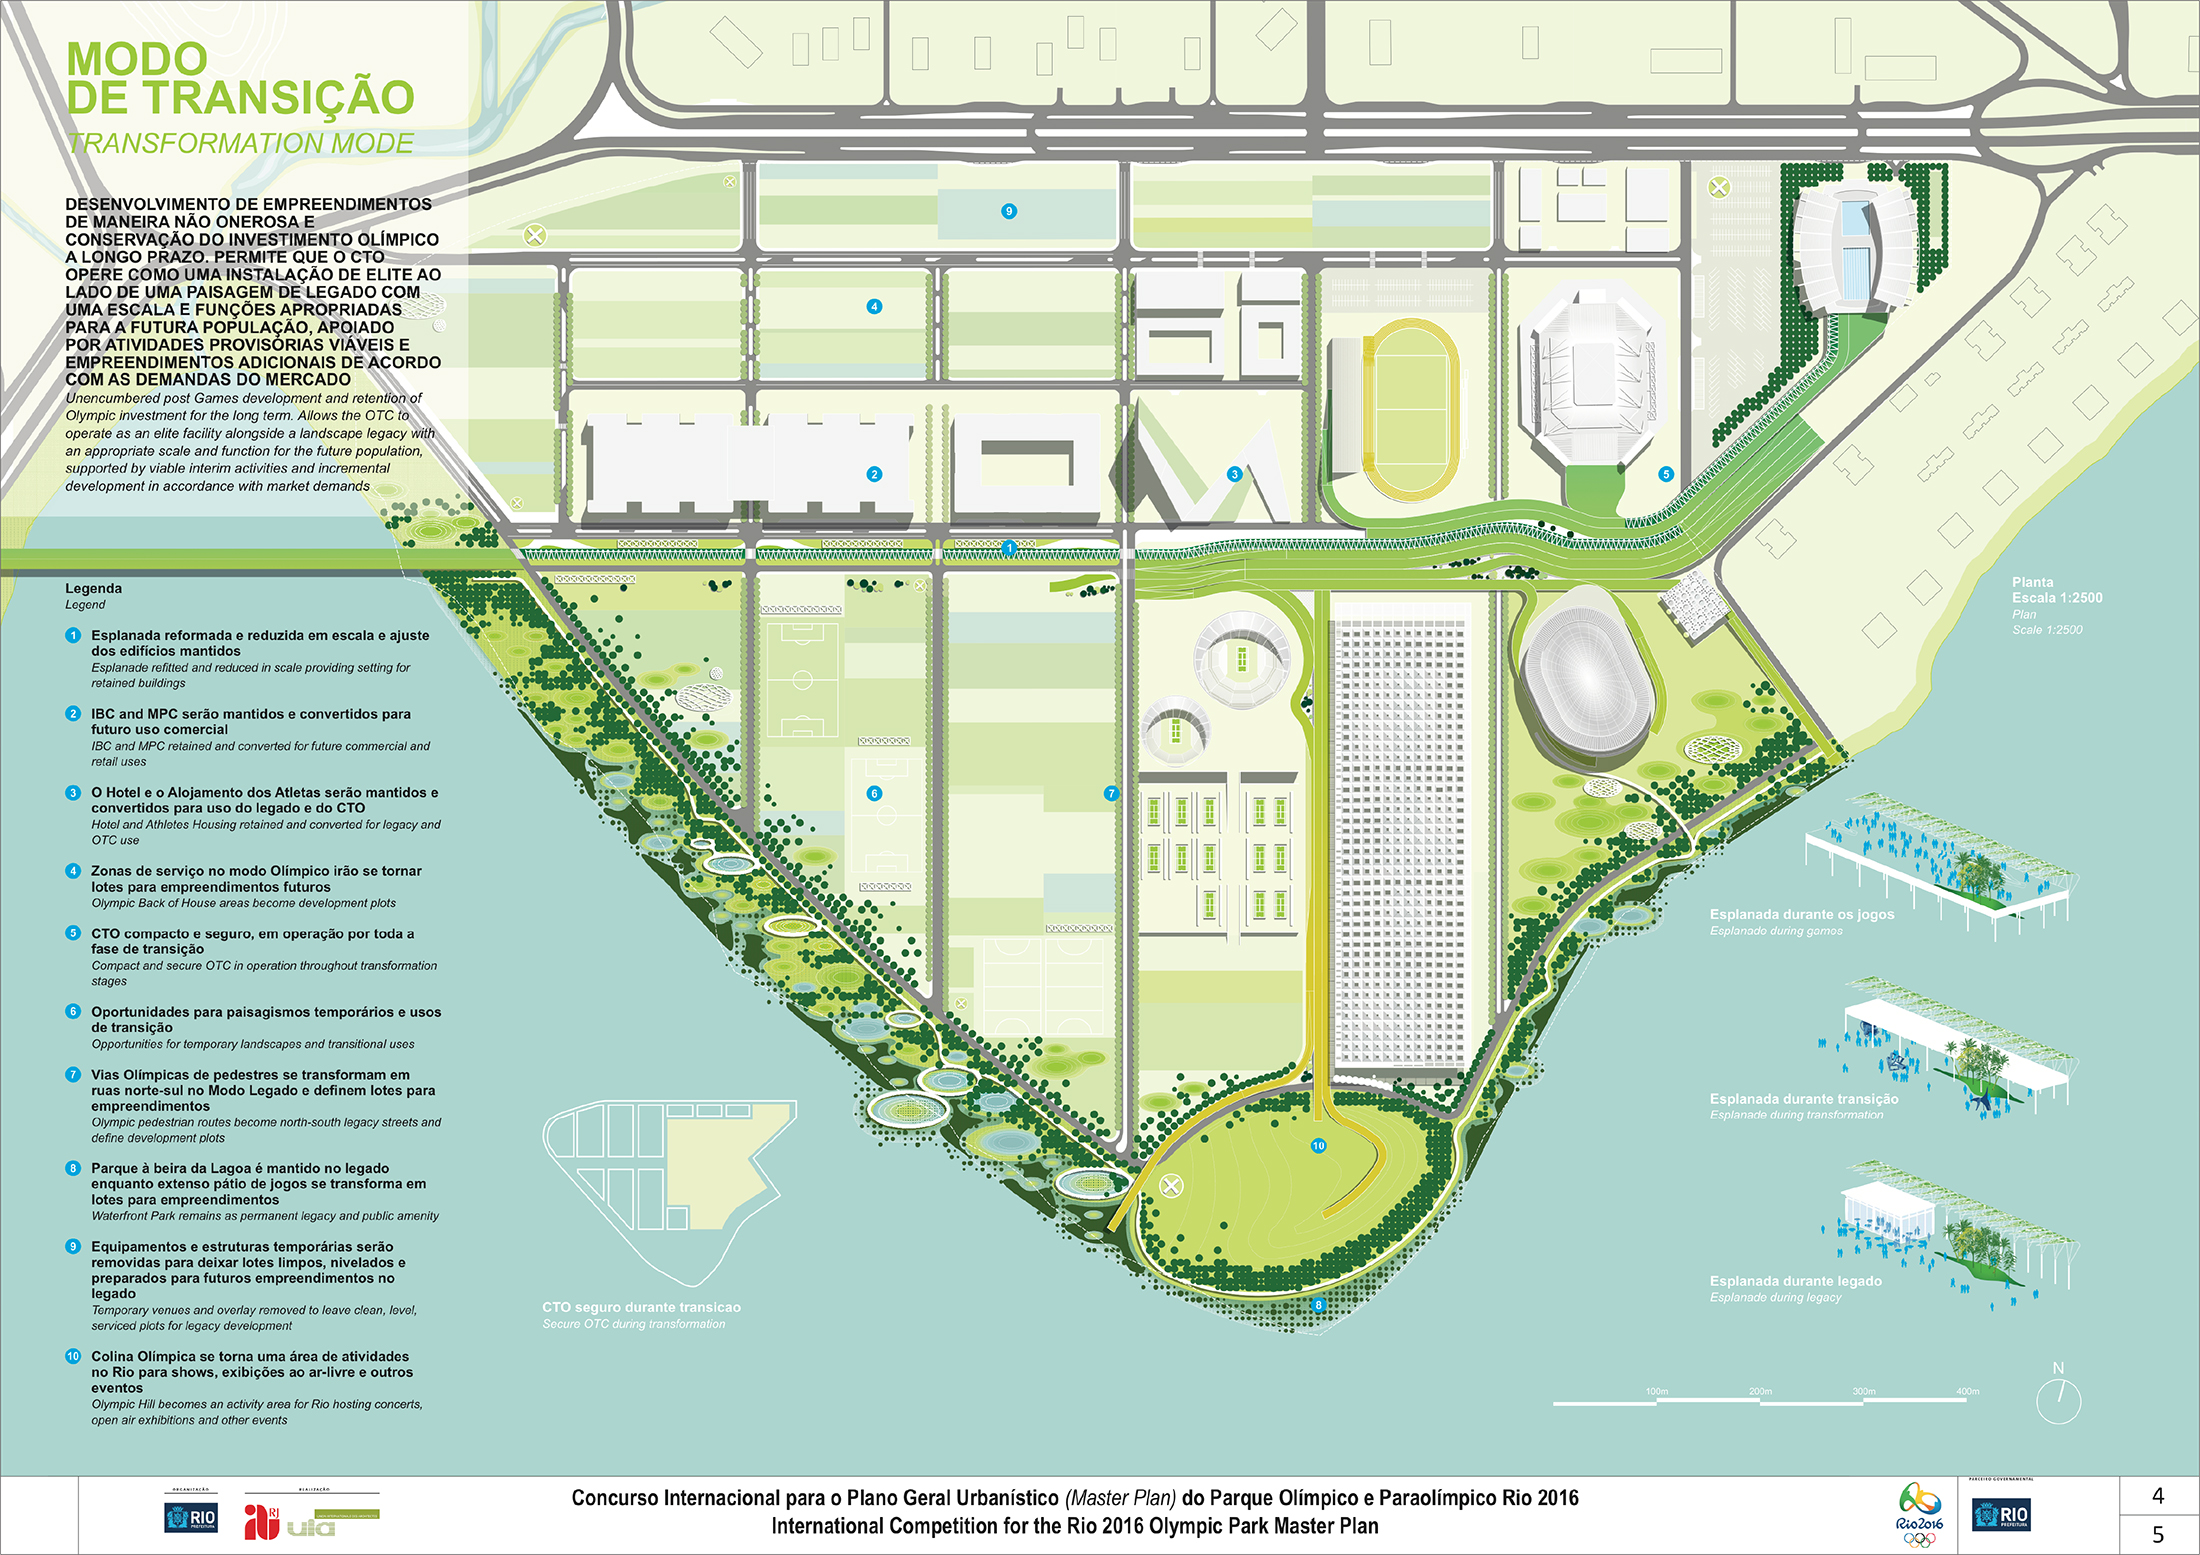 MODO
DE TRANSIÇÃO
TRANSFORMATION MODE
DESENVOLVIMENTO DE EMPREENDIMENTOS
DE MANEIRA NÃO ONEROSA E
CONSERVAÇÃO DO INVESTIMENTO OLÍMPICO
A LONGO PRAZO. PERMITE QUE O CTO
OPERE COMO UMA INSTALAÇÃO DE ELITE AO
LADO DE UMA PAISAGEM DE LEGADO COM
UMA ESCALA E FUNÇÕES APROPRIADAS
PARA A FUTURA POPULAÇÃO, APOIADO
POR ATIVIDADES PROVISÓRIAS VIÁVEIS E
EMPREENDIMENTOS ADICIONAIS DE ACORDO
COM AS DEMANDAS DO MERCADO
Unencumbered post Games development and retention of
Olympic investment for the long term. Allows the OTC to
operate as an elite facility alongside a landscape legacy with
an appropriate scale and function for the future population,
supported by viable interim activities and incremental
development in accordance with market demands
Legenda
Legend
1 Esplanada reformada e reduzida em escala e ajuste
dos edifícios mantidos
Esplanade refitted and reduced in scale providing setting for
retained buildings
2 IBC and MPC serão mantidos e convertidos para
futuro uso comercial
IBC and MPC retained and converted for future commercial and
retail uses
3 O Hotel e o Alojamento dos Atletas serão mantidos e
convertidos para uso do legado e do CTO
Hotel and Athletes Housing retained and converted for legacy and
OTC use
4 Zonas de serviço no modo Olímpico irão se tornar
lotes para empreendimentos futuros
Olympic Back of House areas become development plots
5 CTO compacto e seguro, em operação por toda a
fase de transição
Compact and secure OTC in operation throughout transformation
stages
6 Oportunidades para paisagismos temporários e usos
de transição
Opportunities for temporary landscapes and transitional uses
7 Vias Olímpicas de pedestres se transformam em
ruas norte-sul no Modo Legado e definem lotes para
empreendimentos
Olympic pedestrian routes become north-south legacy streets and
define development plots
8 Parque à beira da Lagoa é mantido no legado
enquanto extenso pátio de jogos se transforma em
lotes para empreendimentos
Waterfront Park remains as permanent legacy and public amenity
9 Equipamentos e estruturas temporárias serão
removidas para deixar lotes limpos, nivelados e
preparados para futuros empreendimentos no
legado
Temporary venues and overlay removed to leave clean, level,
serviced plots for legacy development
10 Colina Olímpica se torna uma área de atividades
no Rio para shows, exibições ao ar-livre e outros
eventos
Olympic Hill becomes an activity area for Rio hosting concerts,
open air exhibitions and other events
9
4
2
3
5
1
6
7
10
8
CTO seguro durante transicao
Secure OTC during transformation
Planta
Escala 1:2500
Plan
Scale 1:2500
Esplanada durante os jogos
Esplanade during games
Esplanada durante transição
Esplanade during transformation
Esplanada durante legado
Esplanade during legacy
N
100m 200m 300m 400m
ORGANIZAÇÃO
RIO
PREFEITURA
REALIZAÇÃO
RJ
uia
Concurso Internacional para o Plano Geral Urbanístico (Master Plan) do Parque Olímpico e Paraolímpico Rio 2016
International Competition for the Rio 2016 Olympic Park Master Plan
Rio2016
PARCEIRO GOVERNAMENTAL
RIO
PREFEITURA
4
5